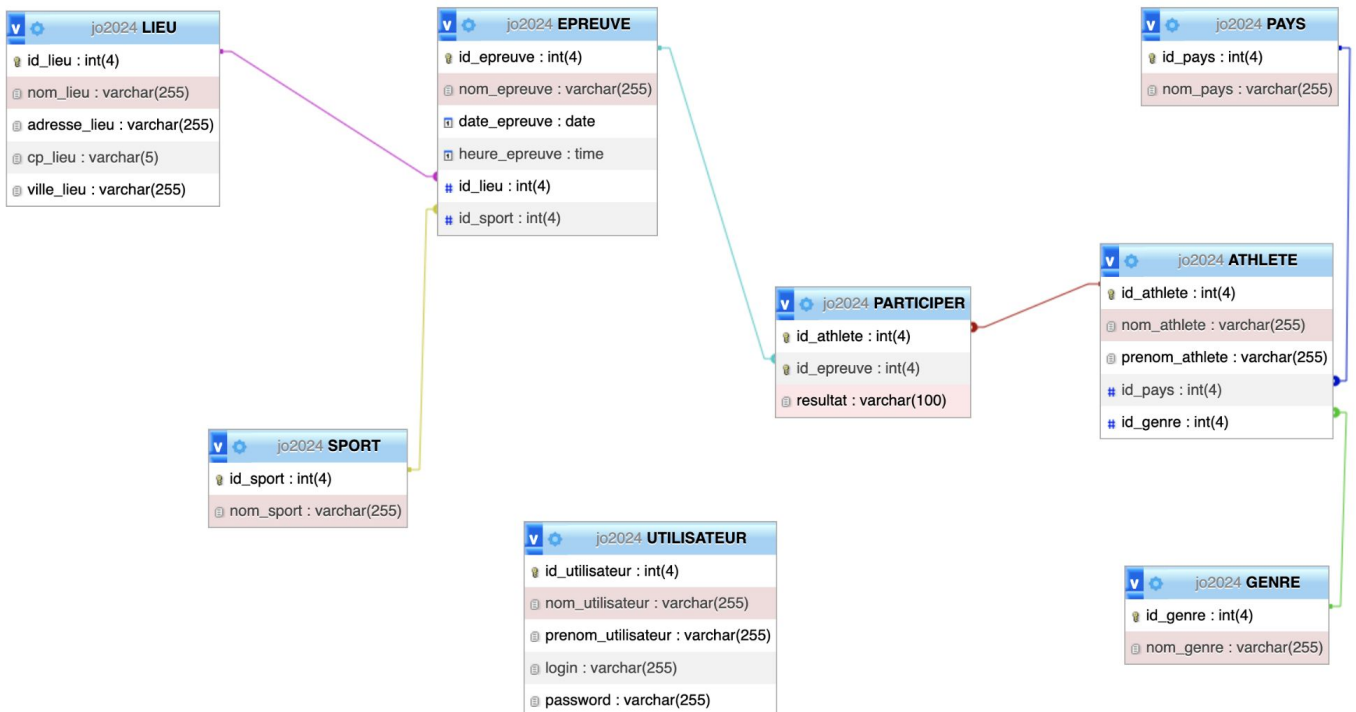 jo2024 LIEU
id_lieu : int(4)
nom_lieu : varchar(255)
adresse_lieu : varchar(255)
cp_lieu : varchar(5)
ville_lieu : varchar(255)
jo2024 EPREUVE
id_epreuve : int(4)
nom_epreuve : varchar(255)
date_epreuve : date
heure_epreuve : time
# id_lieu : int(4)
# id_sport : int(4)
jo2024 PAYS
id_pays : int(4)
nom_pays : varchar(255)
jo2024 PARTICIPER
id_athlete : int(4)
id_epreuve : int(4)
resultat : varchar(100)
jo2024 ATHLETE
id_athlete : int(4)
nom_athlete : varchar(255)
prenom_athlete : varchar(255)
# id_pays : int(4)
# id_genre : int(4)
jo2024 SPORT
id_sport : int(4)
nom_sport : varchar(255)
jo2024 UTILISATEUR
id_utilisateur : int(4)
nom_utilisateur : varchar(255)
prenom_utilisateur : varchar(255)
login : varchar(255)
password : varchar(255)
jo2024 GENRE
id_genre : int(4)
nom_genre : varchar(255)